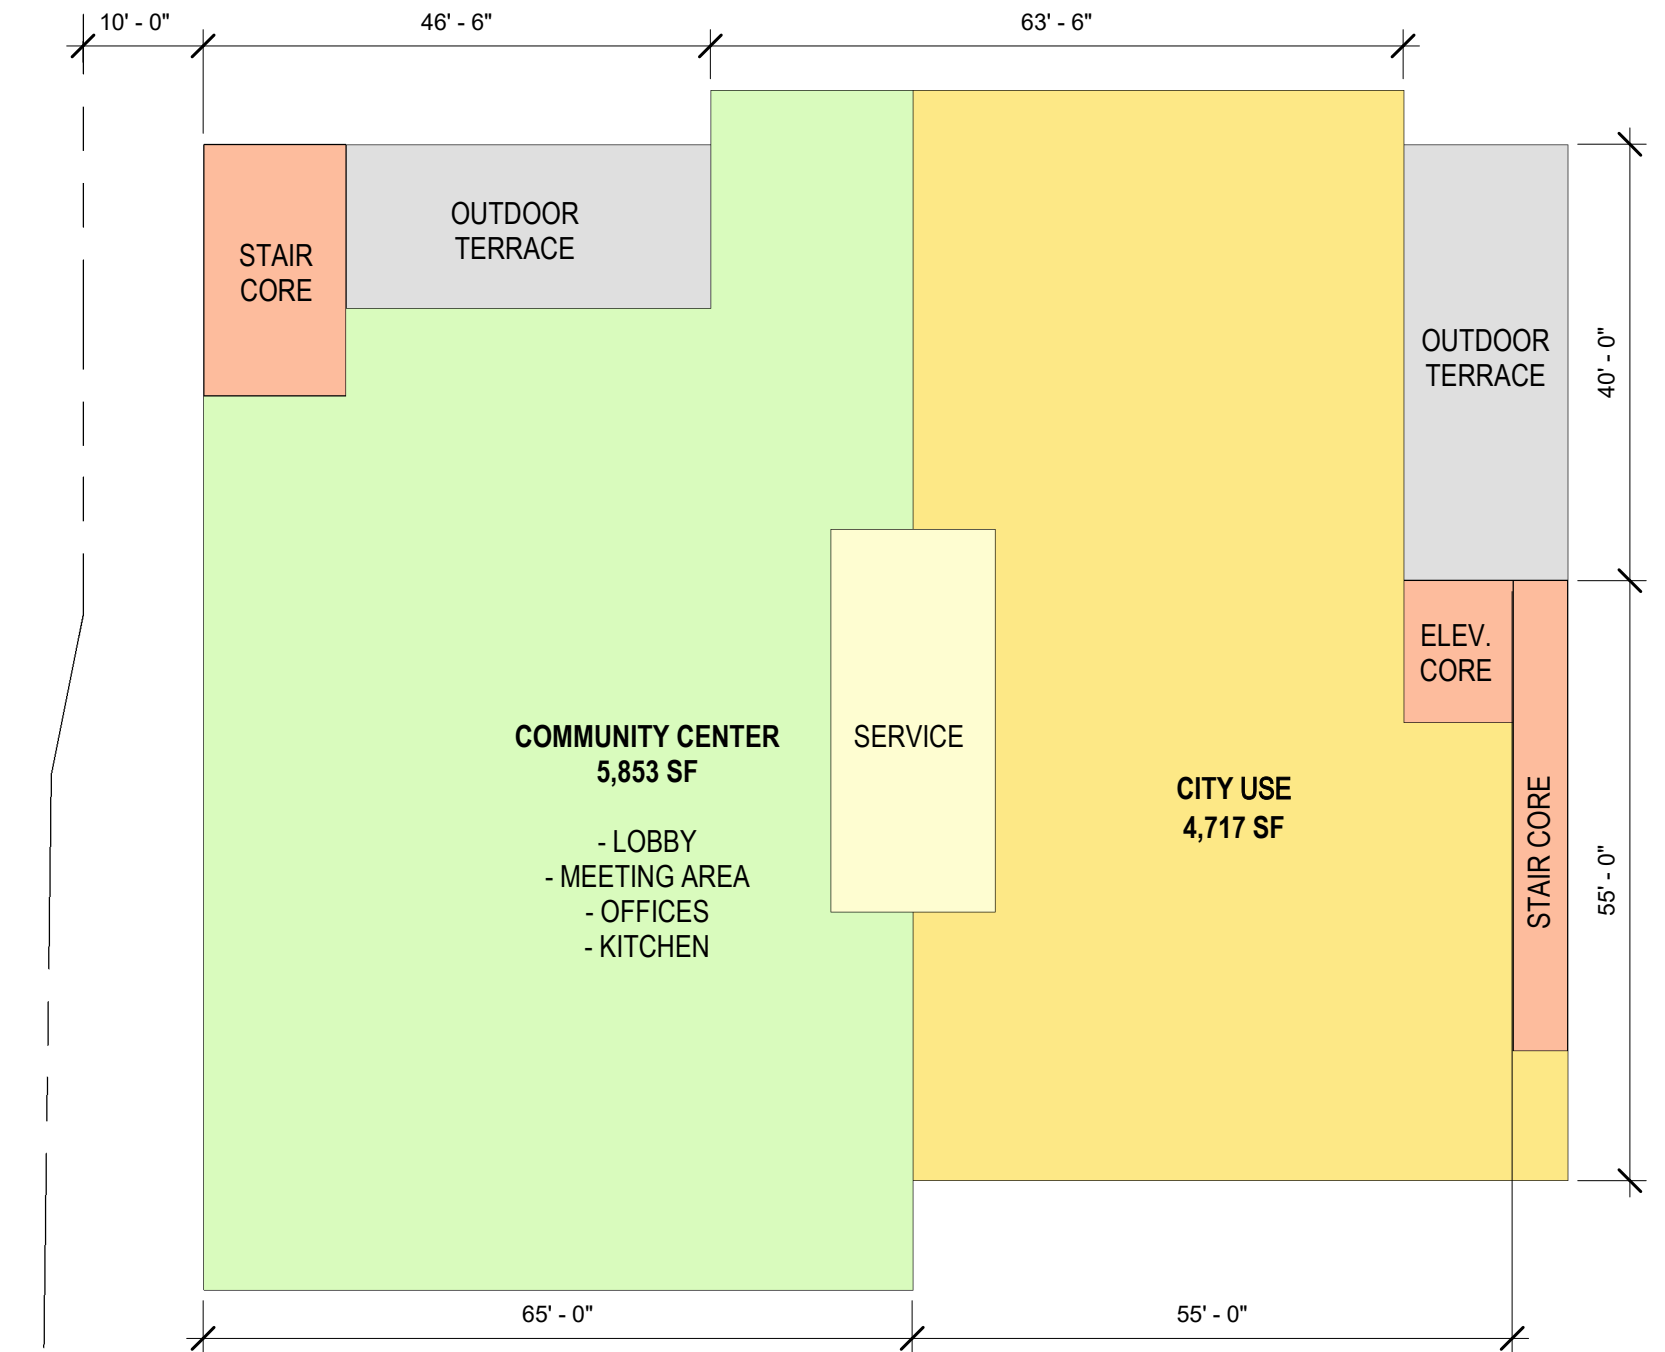 10' - 0"
46' - 6"
63' - 6"
OUTDOOR
TERRACE
STAIR
CORE
OUTDOOR
TERRACE
40' - 0"
ELEV.
CORE
COMMUNITY CENTER
5,853 SF
SERVICE
- LOBBY
- MEETING AREA
- OFFICES
- KITCHEN
CITY USE
4,717 SF
STAIR CORE
55' - 0"
65' - 0"
55' - 0"